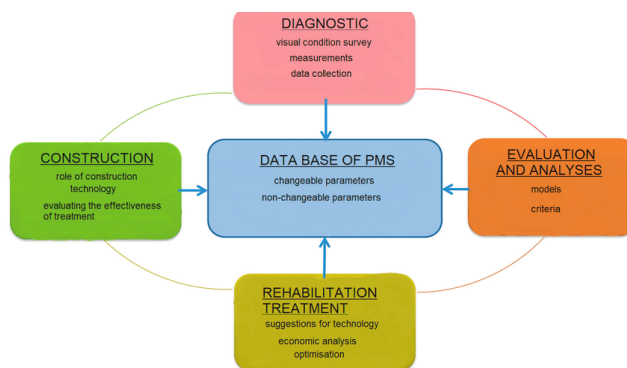 DIAGNOSTIC
visual condition survey
measurements
data collection
CONSTRUCTION
role of construction
technology
evaluating the effectiveness
of treatment
DATA BASE OF PMS
changeable parameters
non-changeable parameters
EVALUATION
AND ANALYSES
models
criteria
REHABILITATION
TREATMENT
suggestions for technology
economic analysis
optimisation